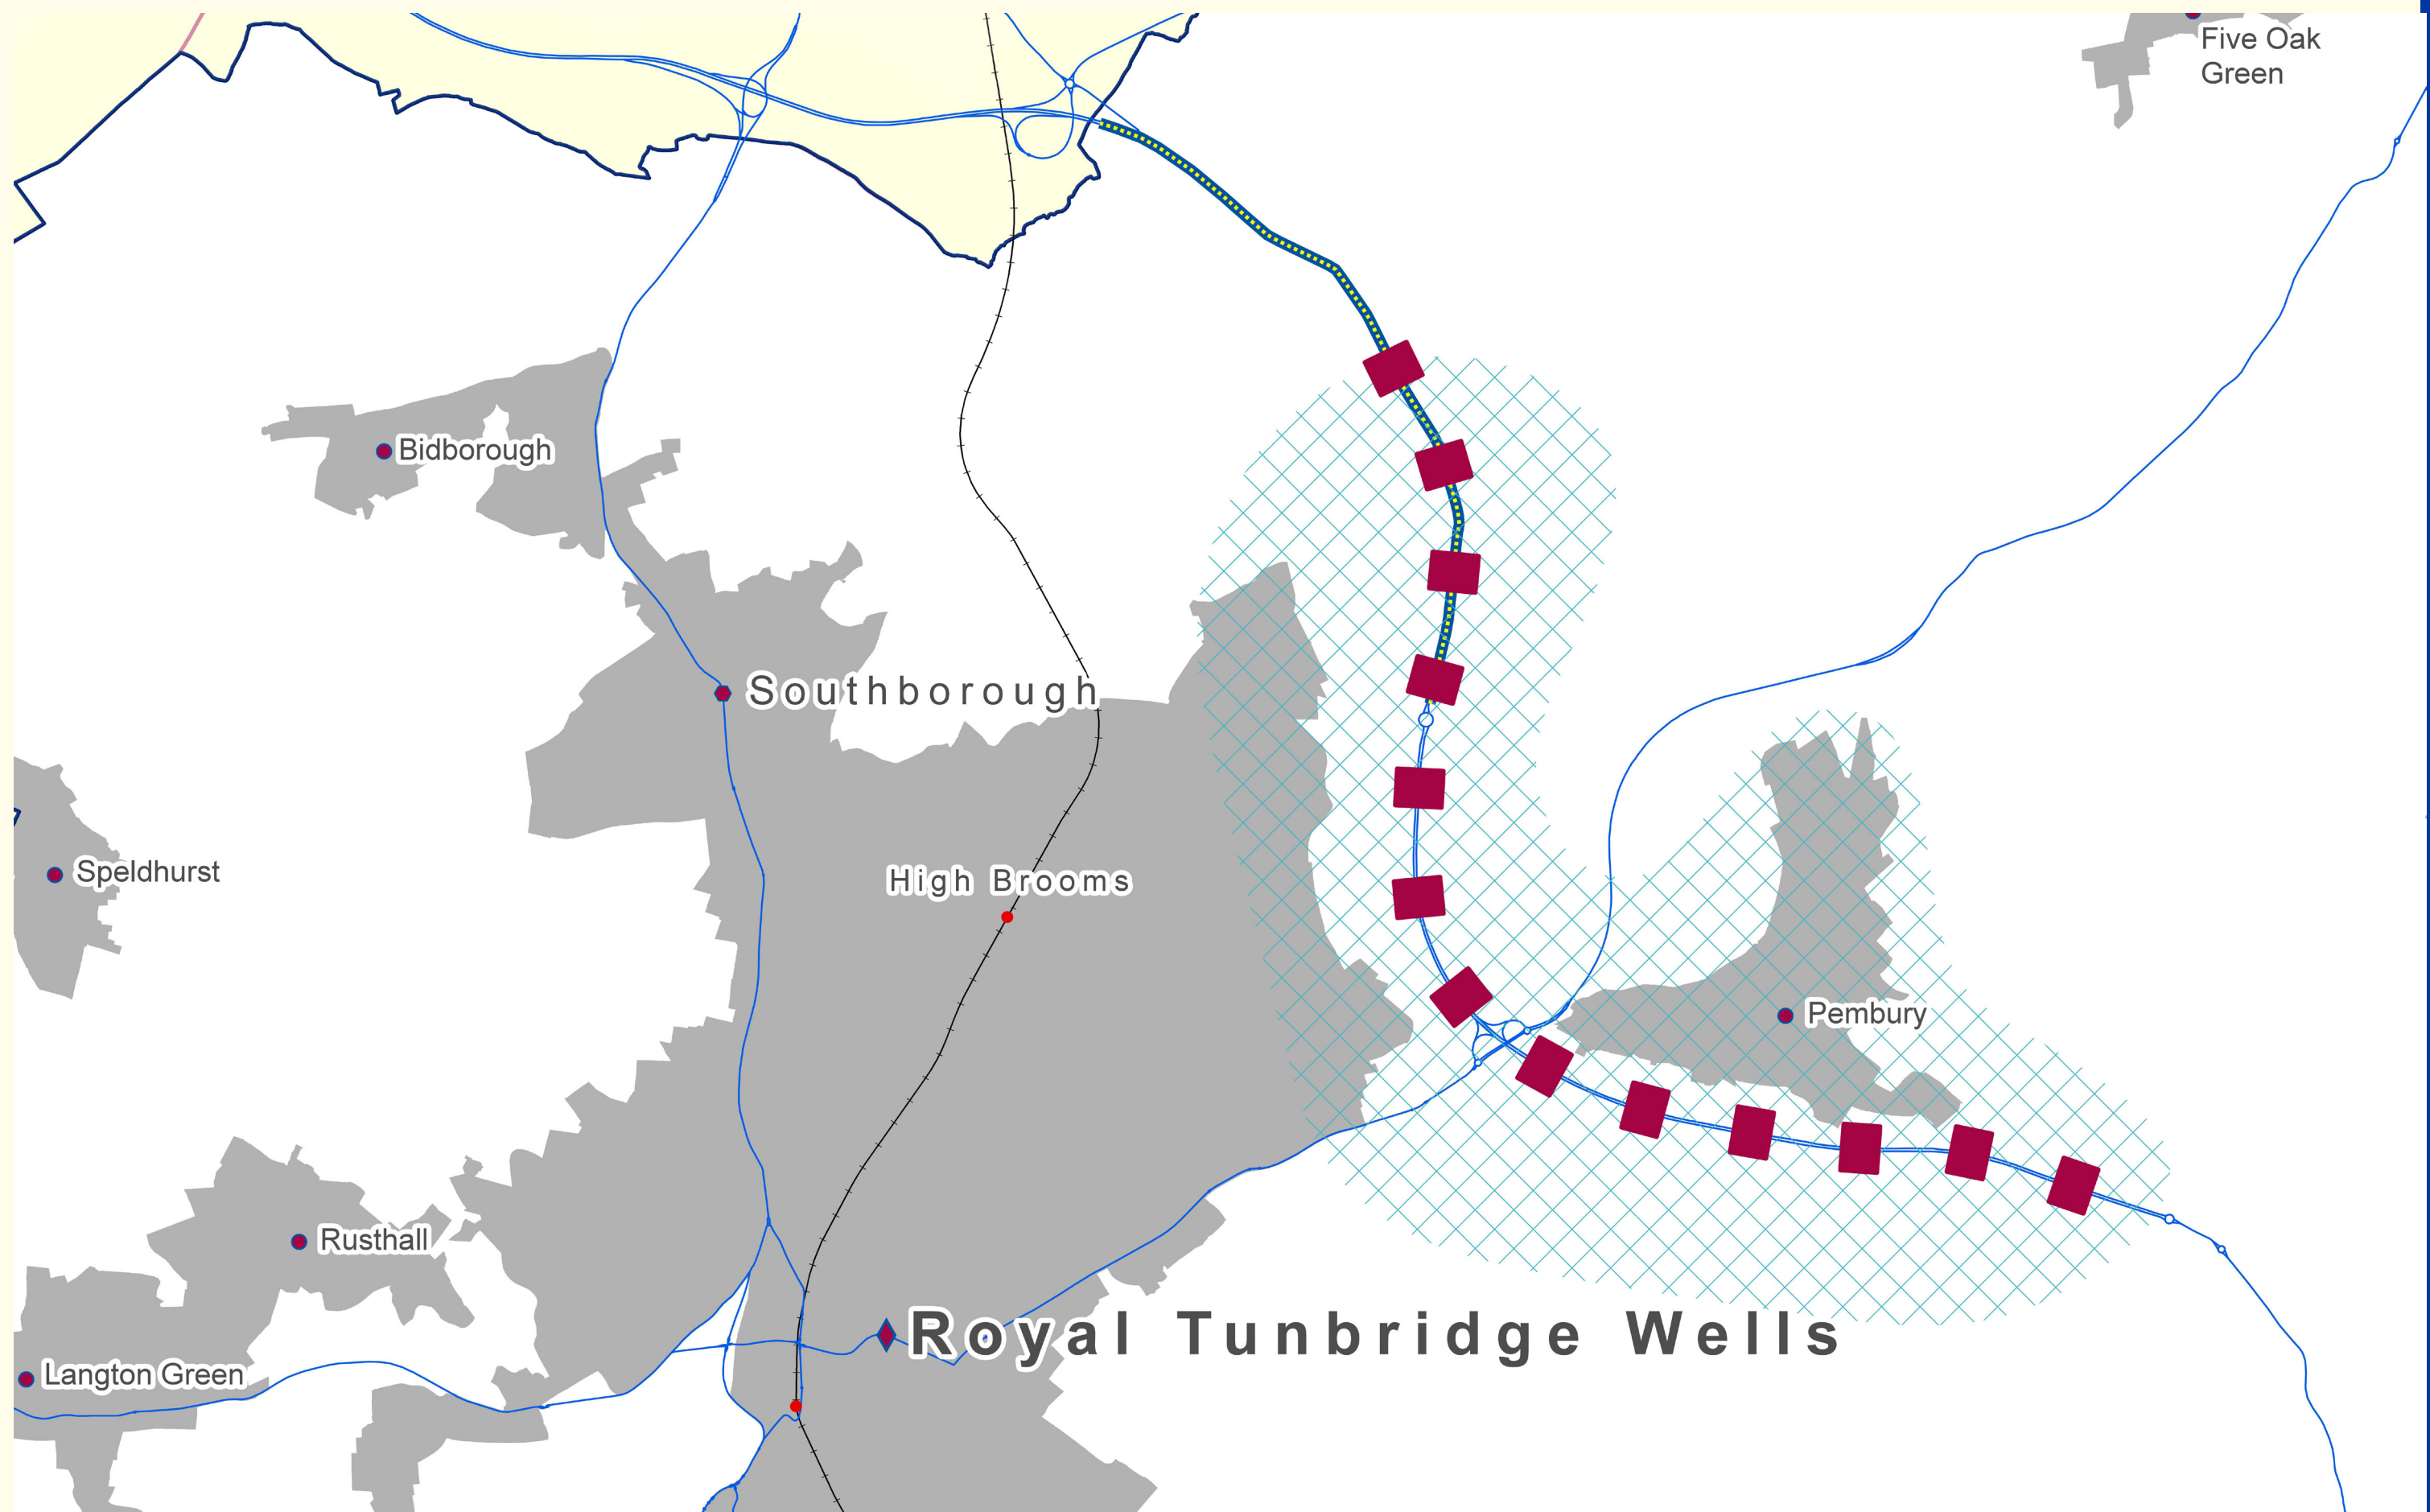 Five Oak
Green
Bidborough
Southborough
Speldhurst
High Brooms
Pembury
Rusthall
Royal Tunbridge Wells
Langton Green